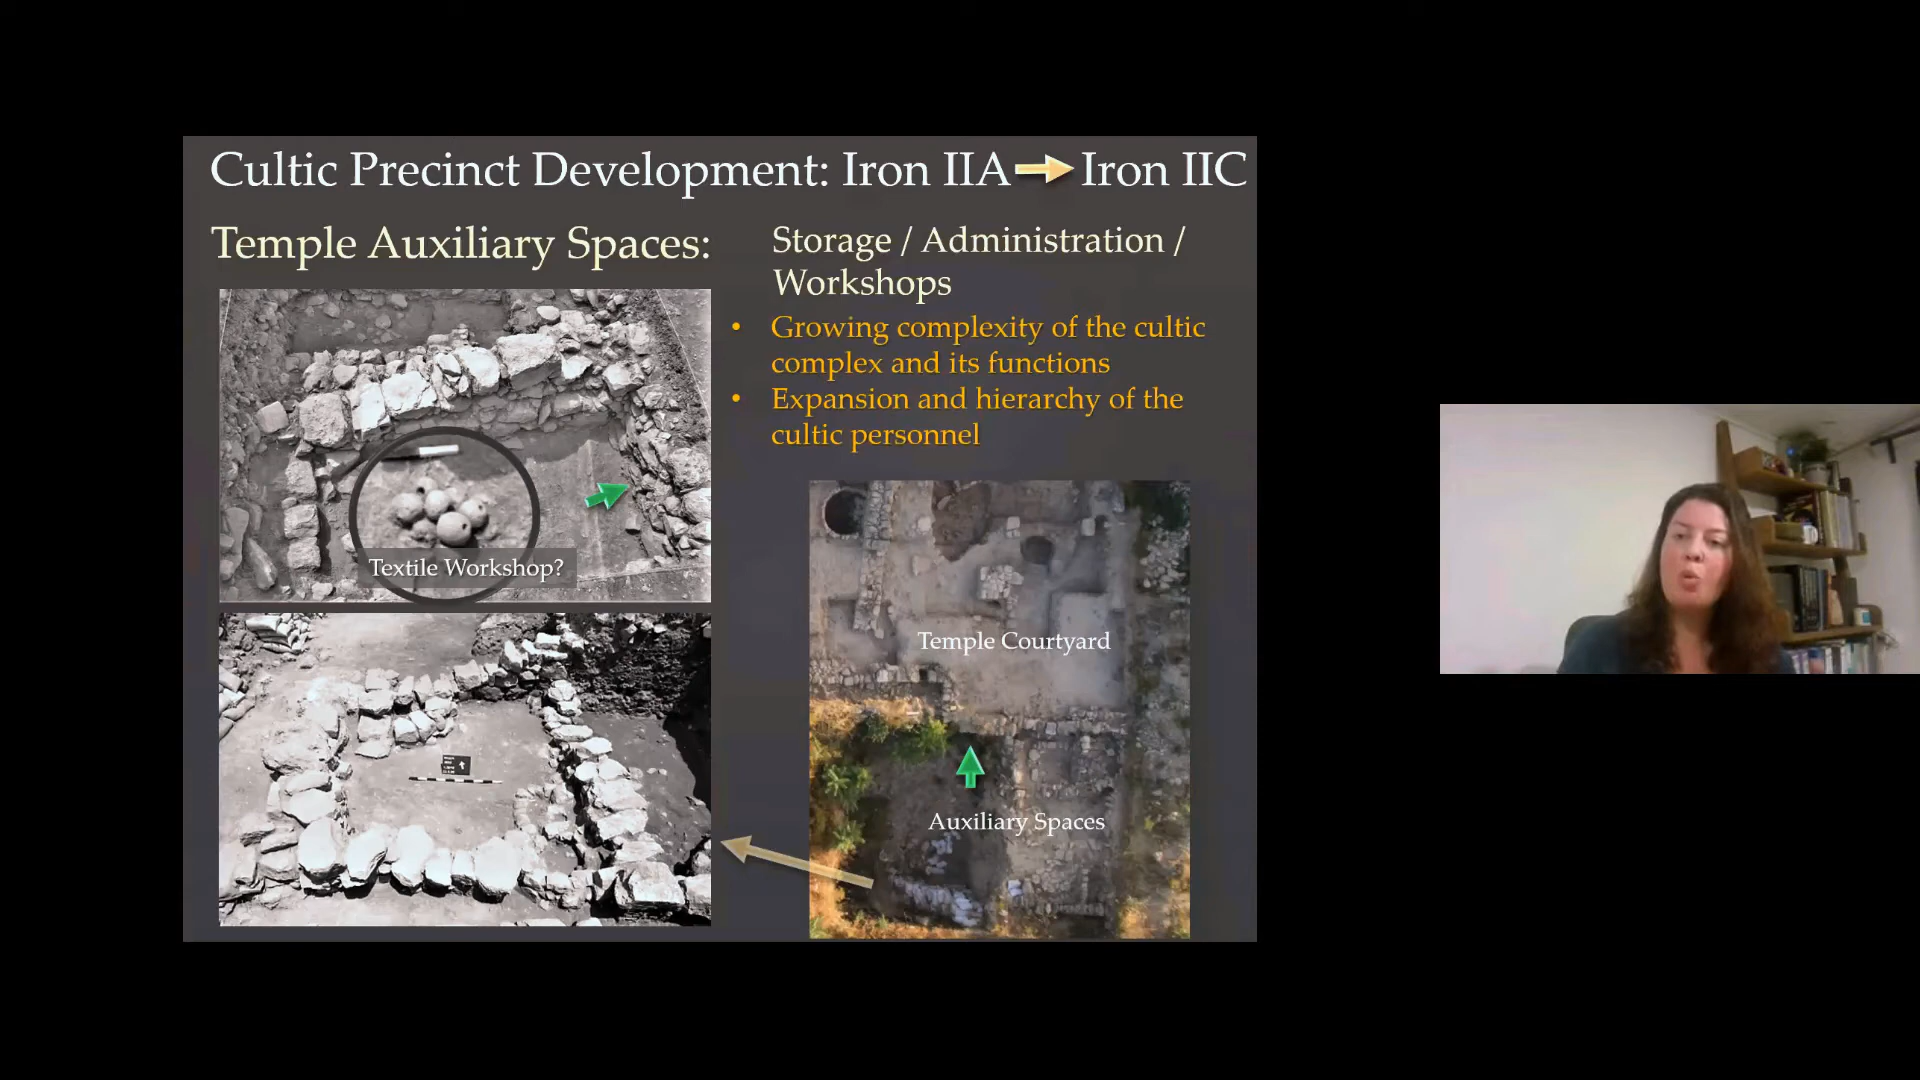 Cultic Precinct Development: Iron IIA Iron IIC
Temple Auxiliary Spaces:
Storage / Administration /
Workshops
• Growing complexity of the cultic
complex and its functions
• Expansion and hierarchy of the
cultic personnel
Textile Workshop?
Temple Courtyard
Auxiliary Spaces